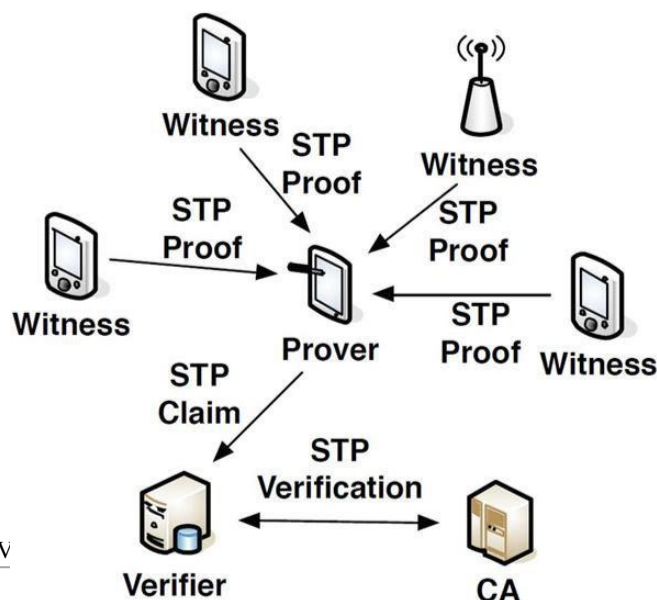 Witness
STP
Proof
Witness
STP
Proof
STP
Proof
Witness
Prover
STP
Proof
Witness
STP
Claim
STP
Verification
Verifier
CA